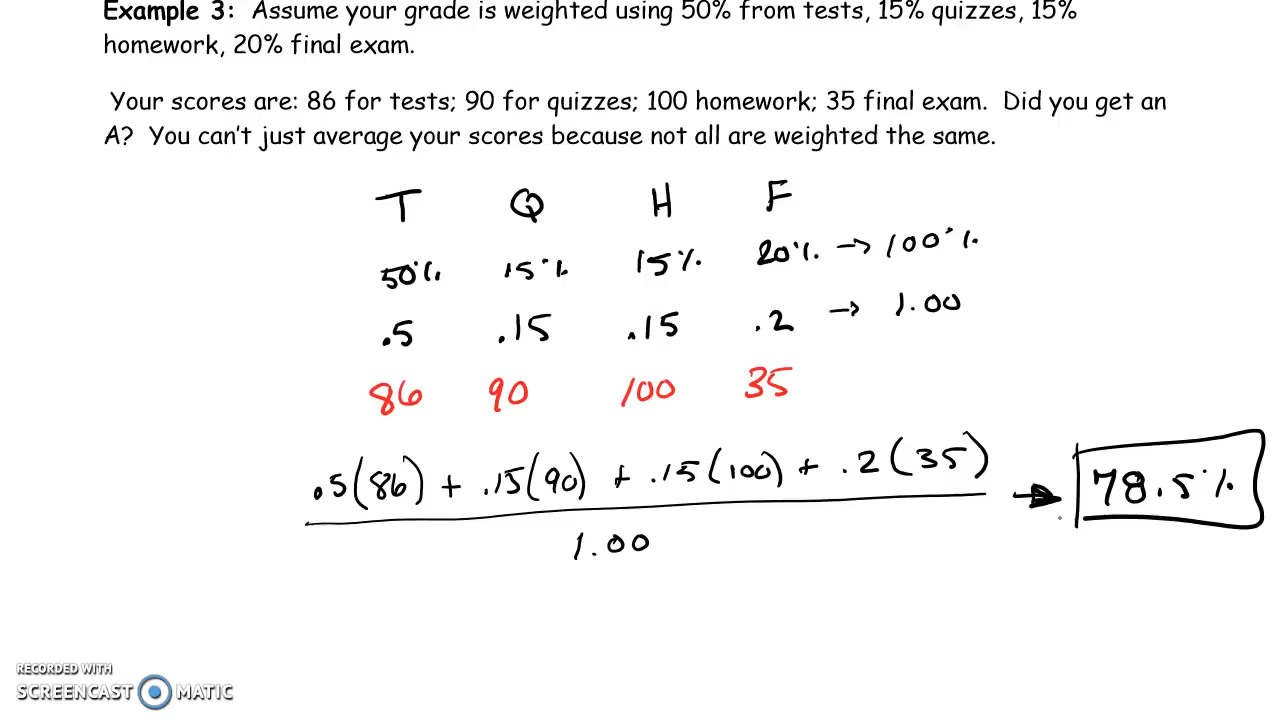 Example 3: Assume your grade is weighted using 50% from tests, 15% quizzes, 15%
homework, 20% final exam.
Your scores are: 86 for tests; 90 for quizzes; 100 homework; 35 final exam. Did you get an
A? You can't just average your scores because not all are weighted the same.
T Q H F
50% 15% 15% 20% → 100%
.5 .15 .15 .2 → 1.00
86 90 100 35
.5(86) + .15(90) + .15(100) + .2(35) → 78.5%
1.00
RECORDED WITH
SCREENCAST MATIC